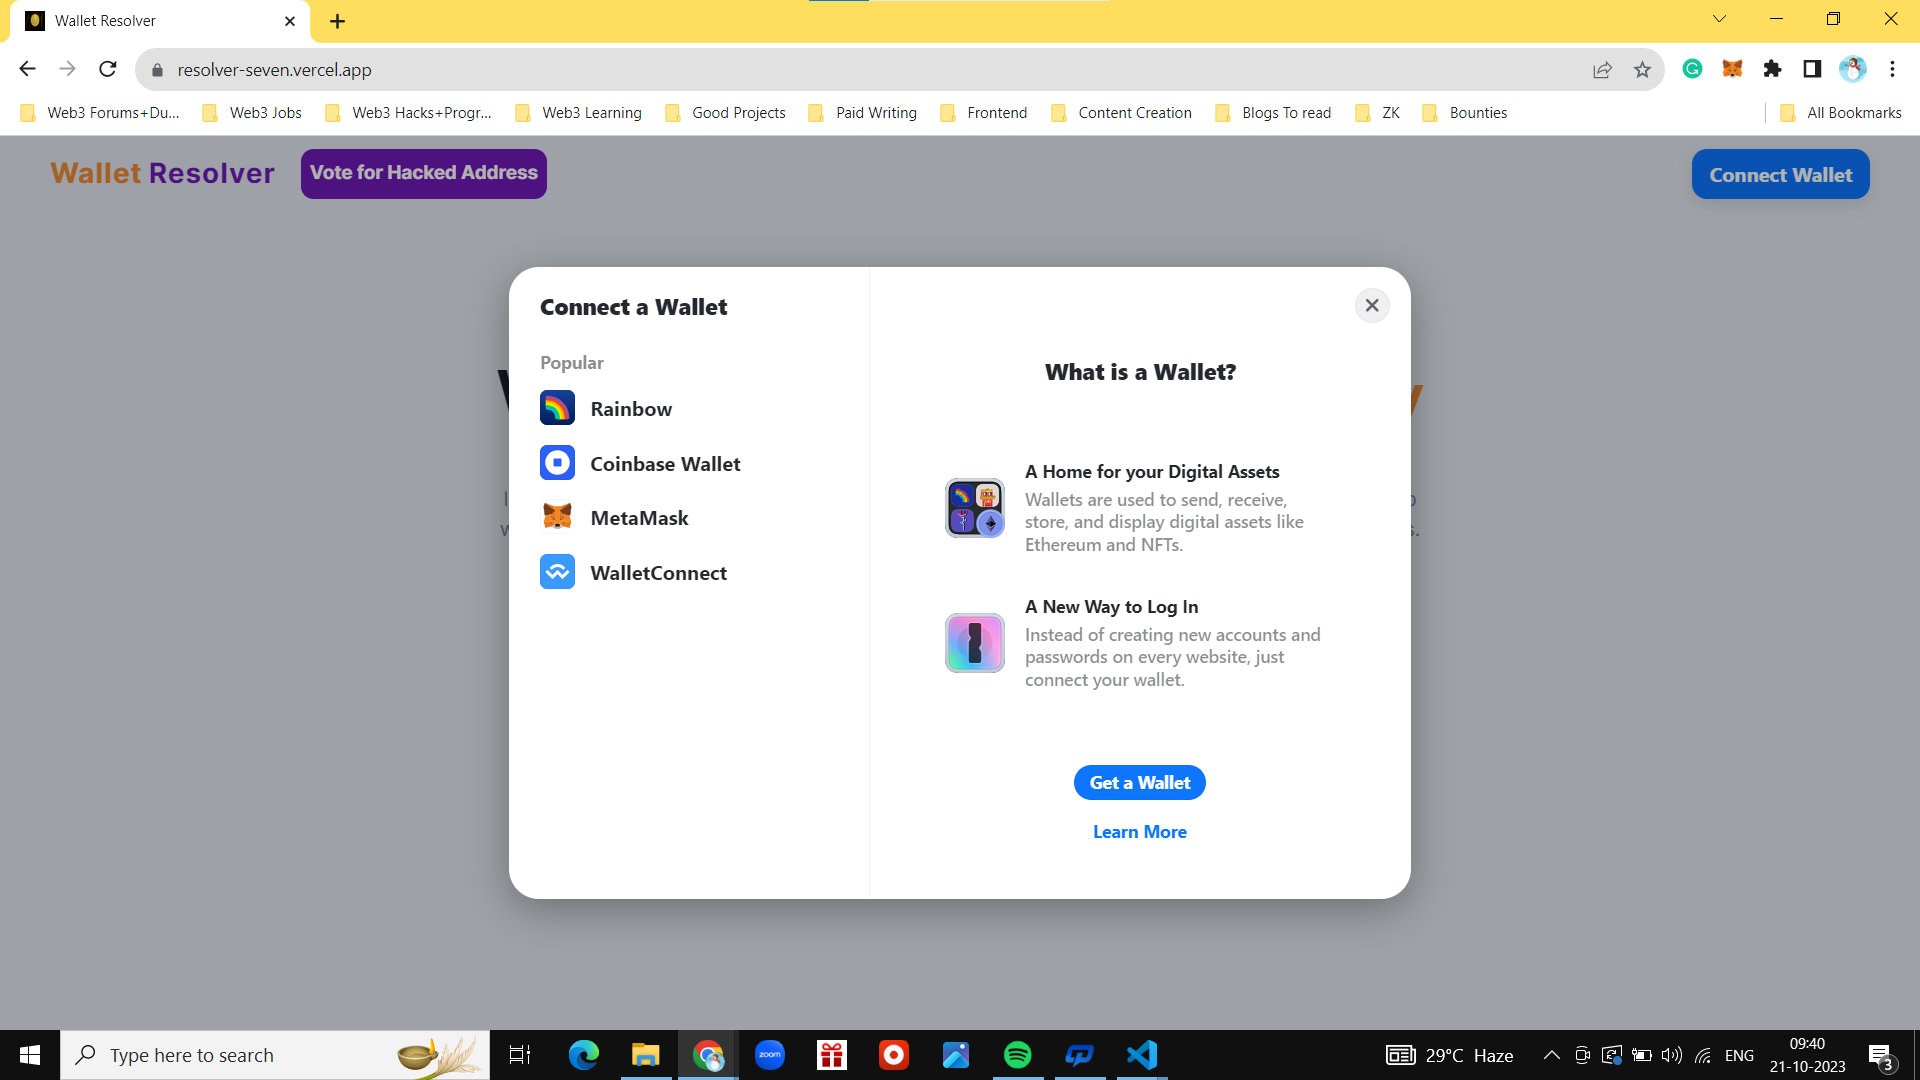 Wallet Resolver
resolver-seven.vercel.app
Web3 Forums+Du...
Web3 Jobs
Web3 Hacks+Progr...
Web3 Learning
Good Projects
Paid Writing
Frontend
Content Creation
Blogs To read
ZK
Bounties
All Bookmarks
Wallet Resolver
Vote for Hacked Address
Connect Wallet
Connect a Wallet
Popular
Rainbow
Coinbase Wallet
MetaMask
WalletConnect
What is a Wallet?
A Home for your Digital Assets
Wallets are used to send, receive,
store, and display digital assets like
Ethereum and NFTs.
A New Way to Log In
Instead of creating new accounts and
passwords on every website, just
connect your wallet.
Get a Wallet
Learn More
Type here to search
zoom
29°C Haze
ENG
09:40
21-10-2023
3